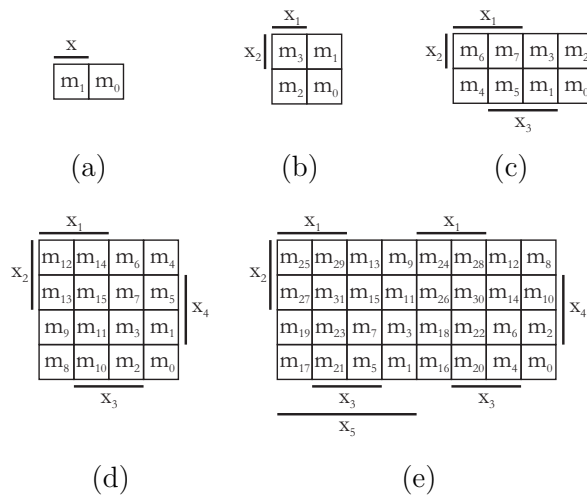 x
m₁ m₀
(a)
x₁
x₂
m₃ m₁
m₂ m₀
(b)
x₁
x₂
m₆ m₇ m₃ m₂
m₄ m₅ m₁ m₀
x₃
(c)
x₁
x₂
m₁₂ m₁₄ m₆ m₄
m₁₃ m₁₅ m₇ m₅
x₄
m₉ m₁₁ m₃ m₁
m₈ m₁₀ m₂ m₀
x₃
(d)
x₁ x₁
x₂
m₂₅ m₂₉ m₁₃ m₉ m₂₄ m₂₈ m₁₂ m₈
m₂₇ m₃₁ m₁₅ m₁₁ m₂₆ m₃₀ m₁₄ m₁₀
x₄
m₁₉ m₂₃ m₇ m₃ m₁₈ m₂₂ m₆ m₂
m₁₇ m₂₁ m₅ m₁ m₁₆ m₂₀ m₄ m₀
x₃ x₃
x₅
(e)